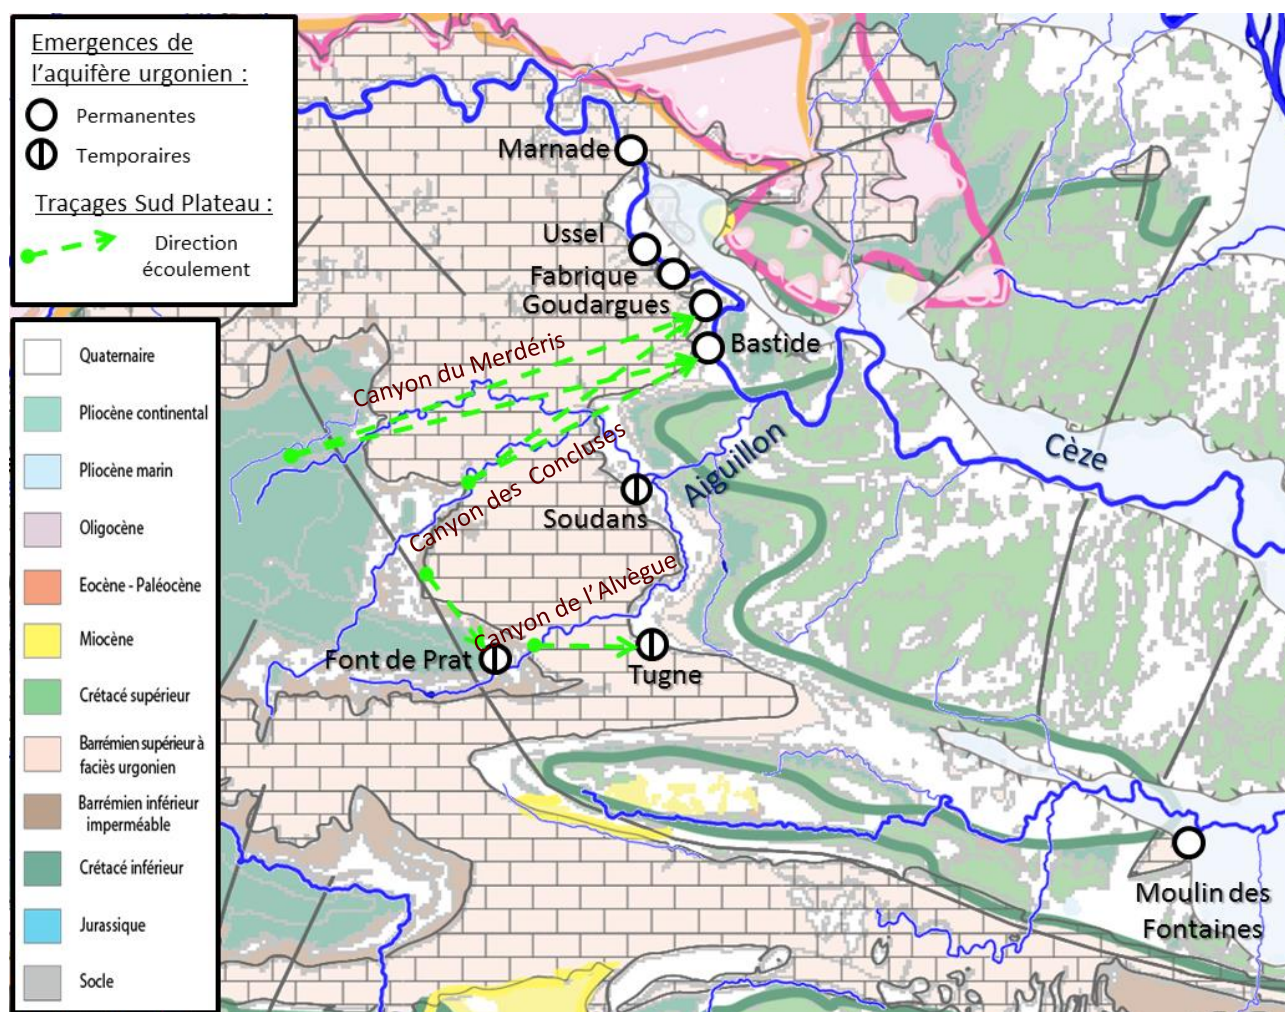 Emergences de
l'aquifère urgonien :
Permanentes
Temporaires
Traçages Sud Plateau :
Direction
écoulement
Quaternaire
Pliocène continental
Pliocène marin
Oligocène
Eocène - Paléocène
Miocène
Crétacé supérieur
Barrémien supérieur à
faciès urgonien
Barrémien inférieur
imperméable
Crétacé inférieur
Jurassique
Socle
Marnade
Ussel
Fabrique
Goudargues
Bastide
Canyon du Merdéris
Cèze
Aiguillon
Canyon des Concluses
Soudans
Canyon de l'Alvègue
Font de Prat
Tugne
Moulin des
Fontaines